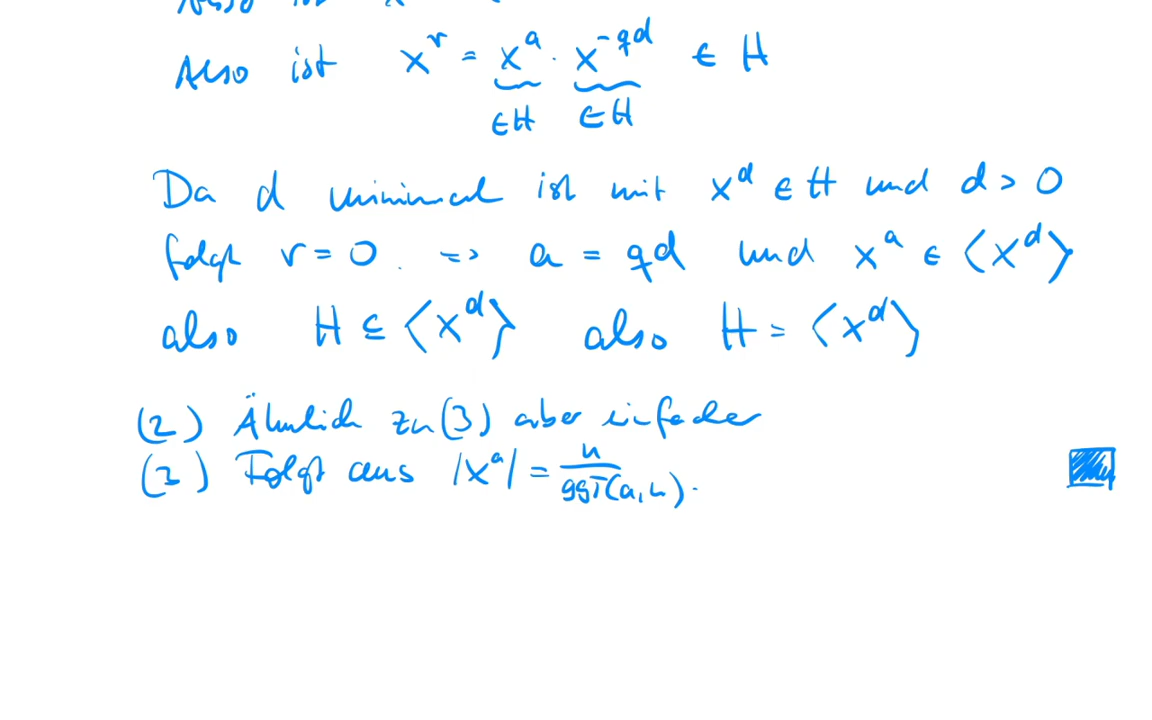 Also ist x^r = x^a · x^{-qd} ∈ H
∈H ∈H
Da d minimal ist mit x^d ∈ H und d > 0
folgt r = 0. => a = qd und x^a ∈ ⟨x^d⟩
also H ⊆ ⟨x^d⟩ also H = ⟨x^d⟩
(2) Ähnlich zu (3) aber einfacher
(3) Folgt aus |x^a| = n/ggT(a,n).